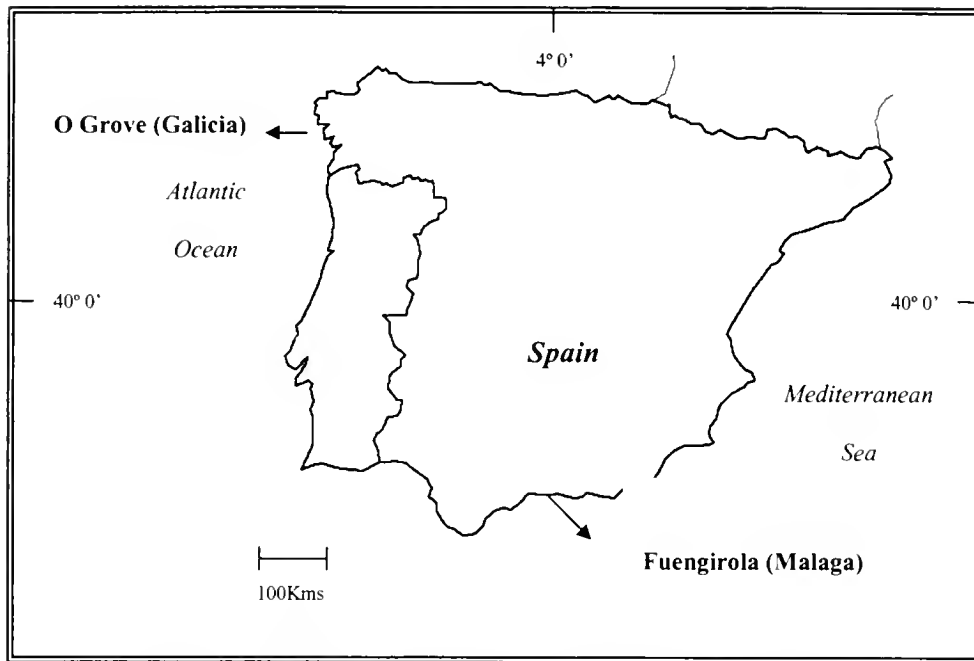 4° 0'
O Grove (Galicia)
Atlantic
Ocean
40° 0'
40° 0'
Spain
Mediterranean
Sea
Fuengirola (Malaga)
100Kms